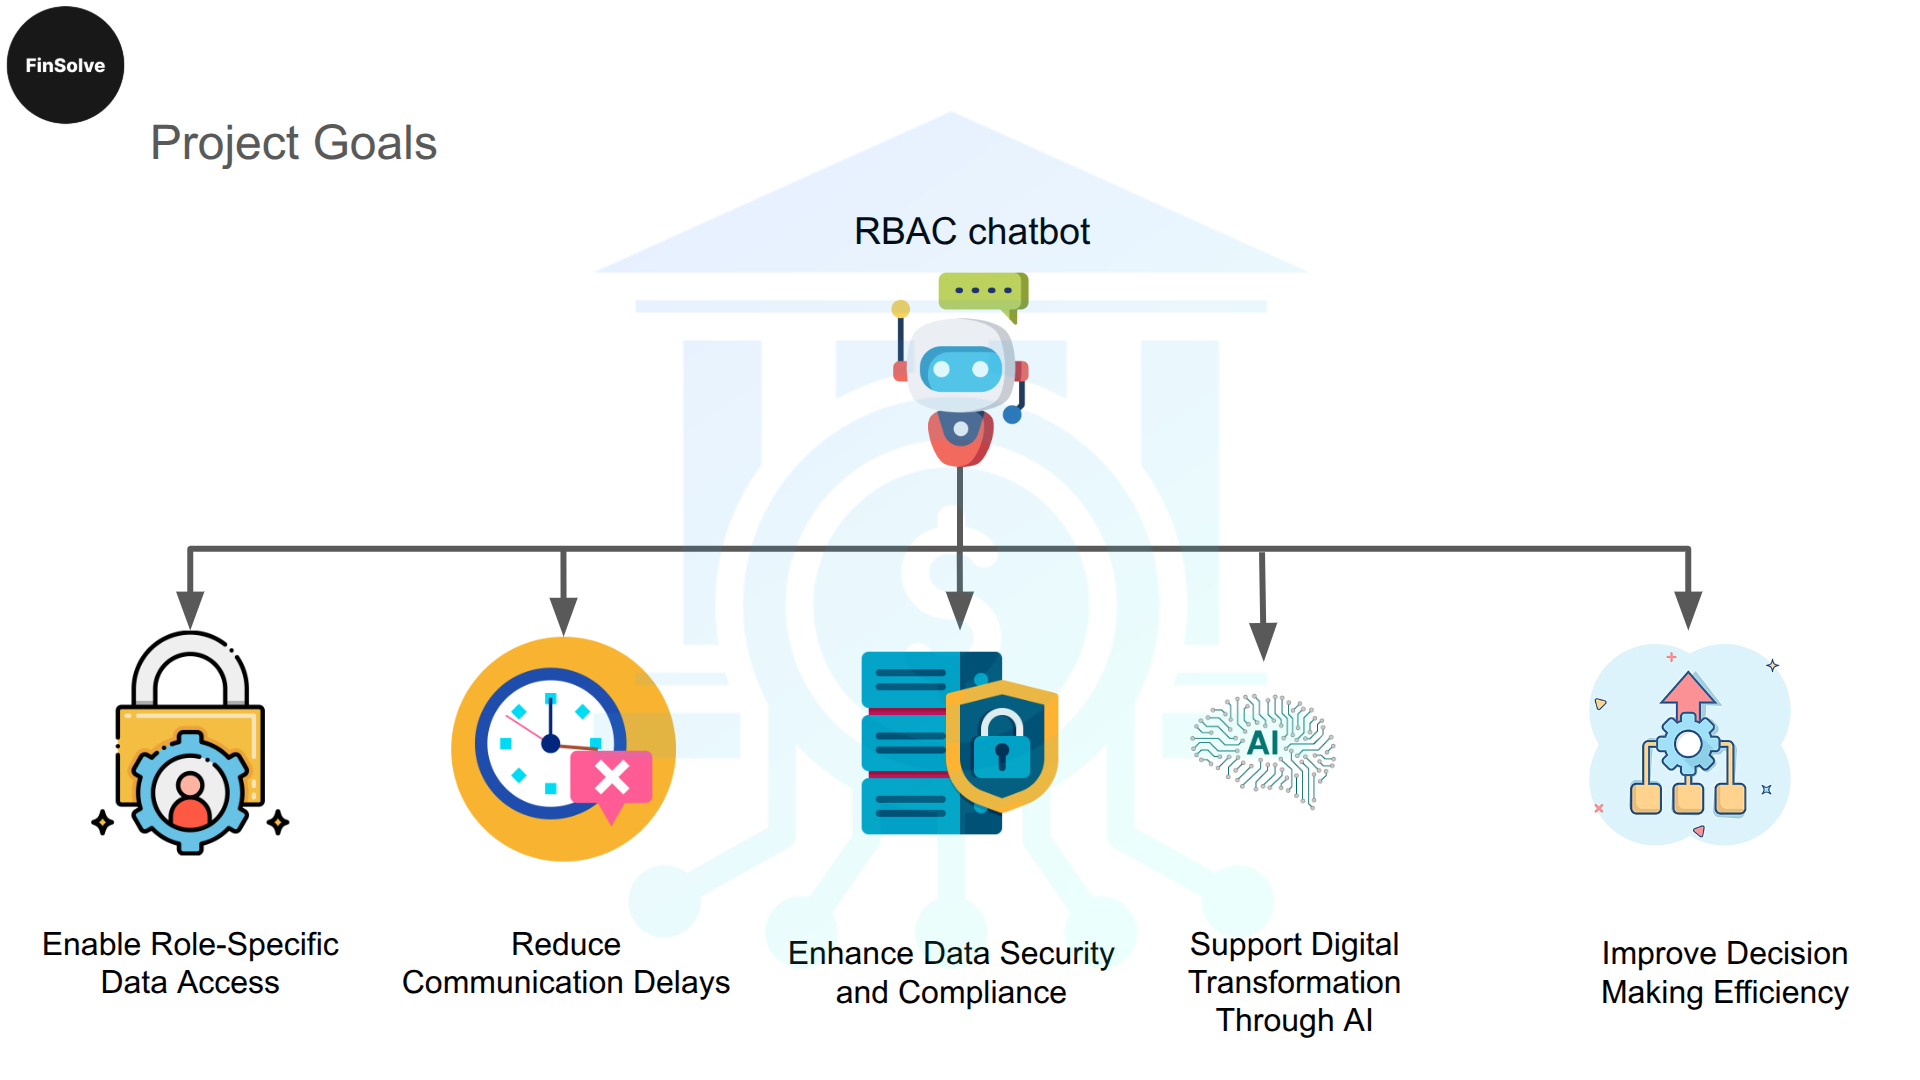 FinSolve
Project Goals
RBAC chatbot
AI
Enable Role-Specific
Data Access
Reduce
Communication Delays
Enhance Data Security
and Compliance
Support Digital
Transformation
Through AI
Improve Decision
Making Efficiency